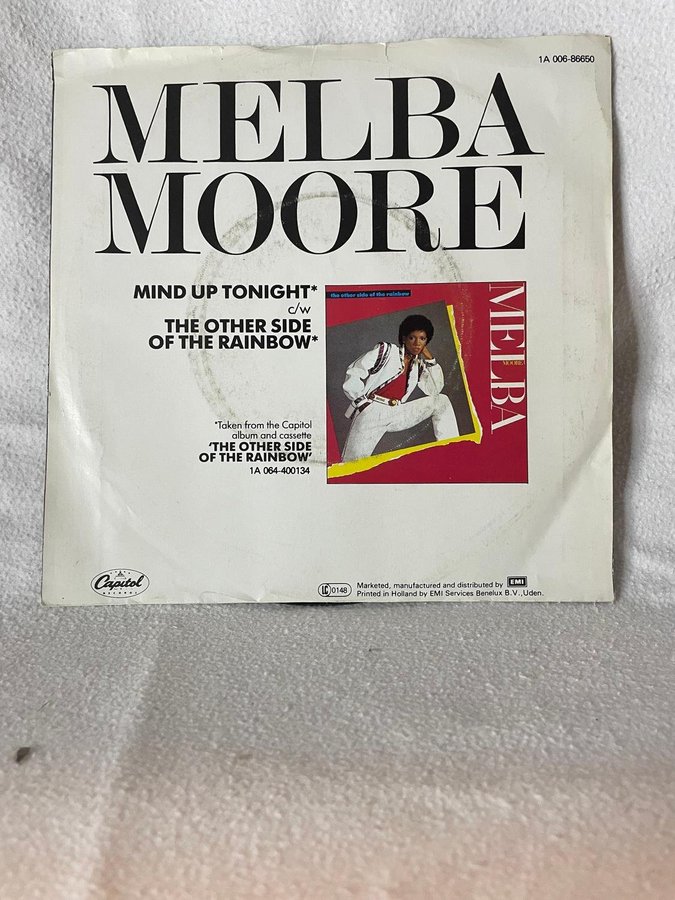 1A 006-86650
MELBA
MOORE
MIND UP TONIGHT*
c/w
THE OTHER SIDE
OF THE RAINBOW*
the other side of the rainbow
MELBA
MOORE
*Taken from the Capitol
album and cassette
'THE OTHER SIDE
OF THE RAINBOW'
1A 064-400134
Capitol
RECORDS
LC 0148
Marketed, manufactured and distributed by EMI
Printed in Holland by EMI Services Benelux B.V.,Uden.